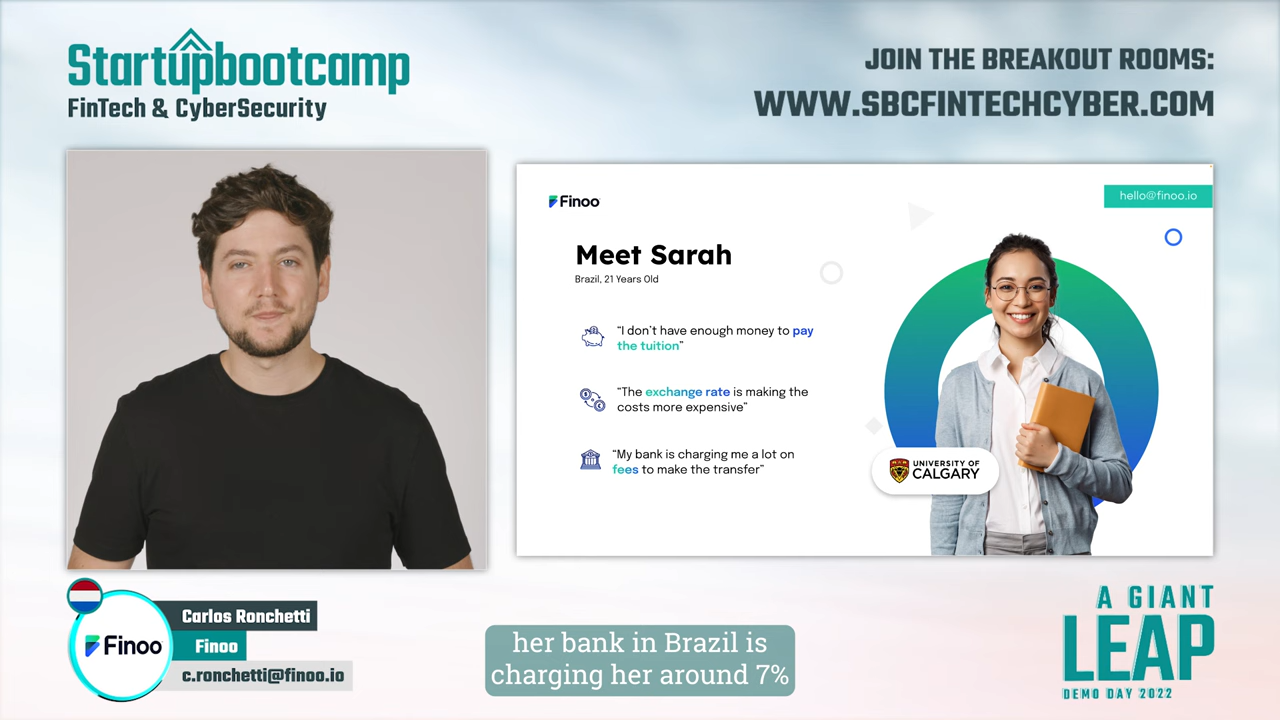 Startupbootcamp
FinTech & CyberSecurity
JOIN THE BREAKOUT ROOMS:
WWW.SBCFINTECHCYBER.COM
Finoo
hello@finoo.io
Meet Sarah
Brazil, 21 Years Old
“I don’t have enough money to pay
the tuition”
“The exchange rate is making the
costs more expensive”
“My bank is charging me a lot on
fees to make the transfer”
UNIVERSITY OF
CALGARY
Finoo
Carlos Ronchetti
Finoo
c.ronchetti@finoo.io
her bank in Brazil is
charging her around 7%
A GIANT
LEAP
DEMO DAY 2022